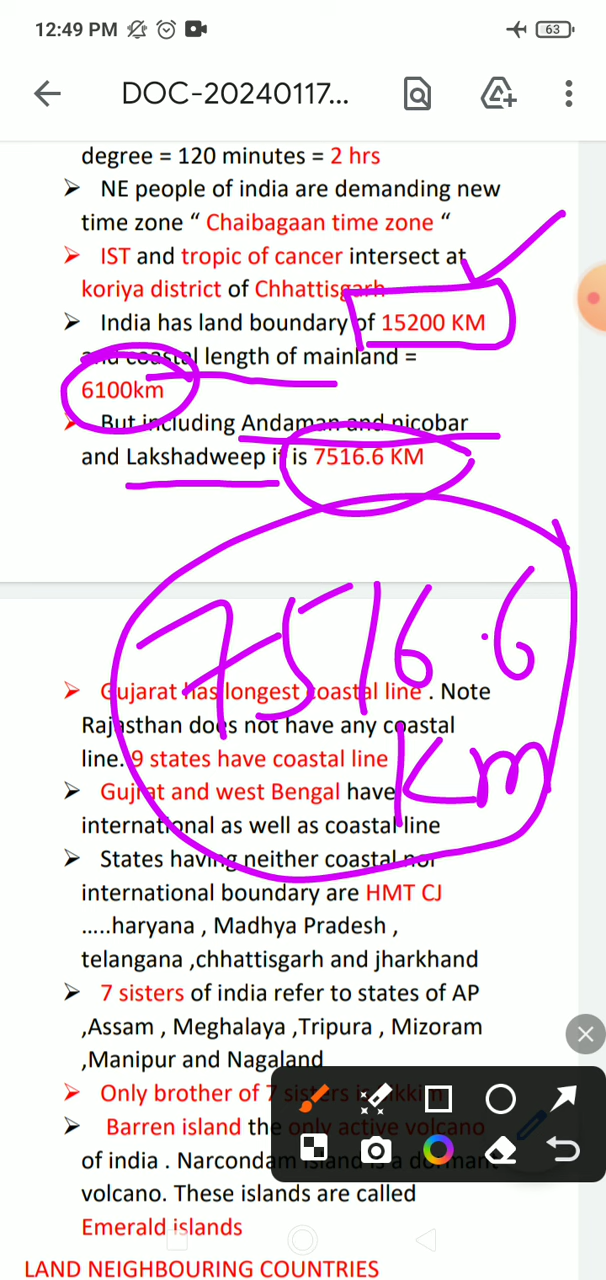 12:49 PM 63
DOC-20240117...
degree = 120 minutes = 2 hrs
➤ NE people of india are demanding new
time zone “ Chaibagaan time zone “
➤ IST and tropic of cancer intersect at
koriya district of Chhattisgarh
➤ India has land boundary of 15200 KM
and coastal length of mainland =
6100km
➤ But including Andaman and nicobar
and Lakshadweep it is 7516.6 KM
7516.6
Km
➤ Gujarat has longest coastal line . Note
Rajasthan does not have any coastal
line. 9 states have coastal line
➤ Gujrat and west Bengal have
international as well as coastal line
➤ States having neither coastal nor
international boundary are HMT CJ
.....haryana , Madhya Pradesh ,
telangana ,chhattisgarh and jharkhand
➤ 7 sisters of india refer to states of AP
,Assam , Meghalaya ,Tripura , Mizoram
,Manipur and Nagaland
➤ Only brother of 7 sisters is sikkim
➤ Barren island the only active volcano
of india . Narcondam island is a dormant
volcano. These islands are called
Emerald islands
LAND NEIGHBOURING COUNTRIES